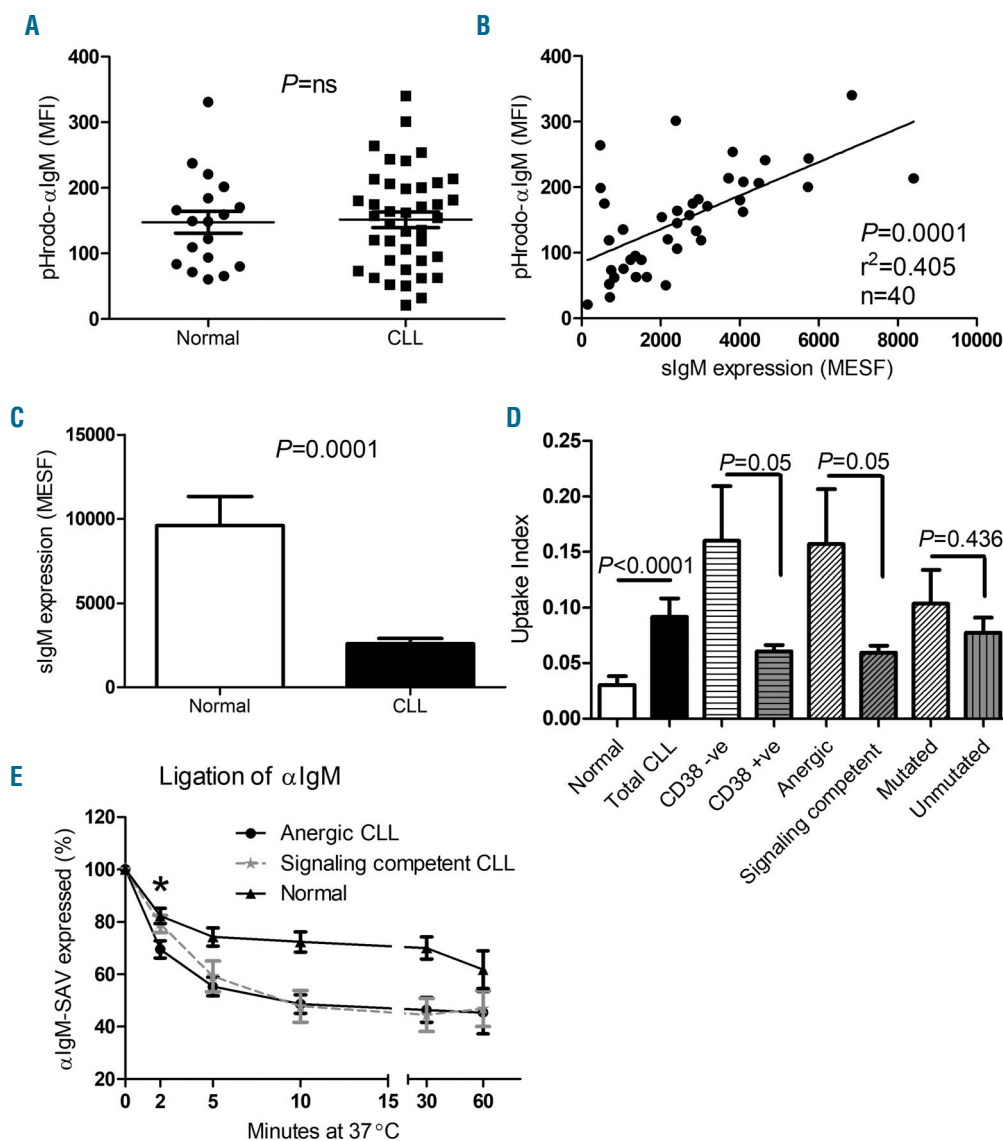 A
400
300
200
100
0
pHrodo-αIgM (MFI)
P=ns
Normal
CLL
B
400
300
200
100
0
pHrodo-αIgM (MFI)
P=0.0001
r²=0.405
n=40
0
2000
4000
6000
8000
10000
sIgM expression (MESF)
C
15000
10000
5000
0
sIgM expression (MESF)
P=0.0001
Normal
CLL
D
0.25
0.20
0.15
0.10
0.05
0.00
Uptake Index
P<0.0001
P=0.05
P=0.05
P=0.436
Normal
Total CLL
CD38 -ve
CD38 +ve
Anergic
Signaling competent
Mutated
Unmutated
E
Ligation of αIgM
120
100
80
60
40
20
αIgM-SAV expressed (%)
Anergic CLL
Signaling competent CLL
Normal
*
0
2
5
10
15
30
60
Minutes at 37°C